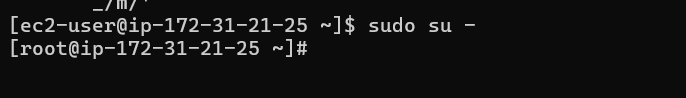 _/m/'
[ec2-user@ip-172-31-21-25 ~]$ sudo su -
[root@ip-172-31-21-25 ~]#